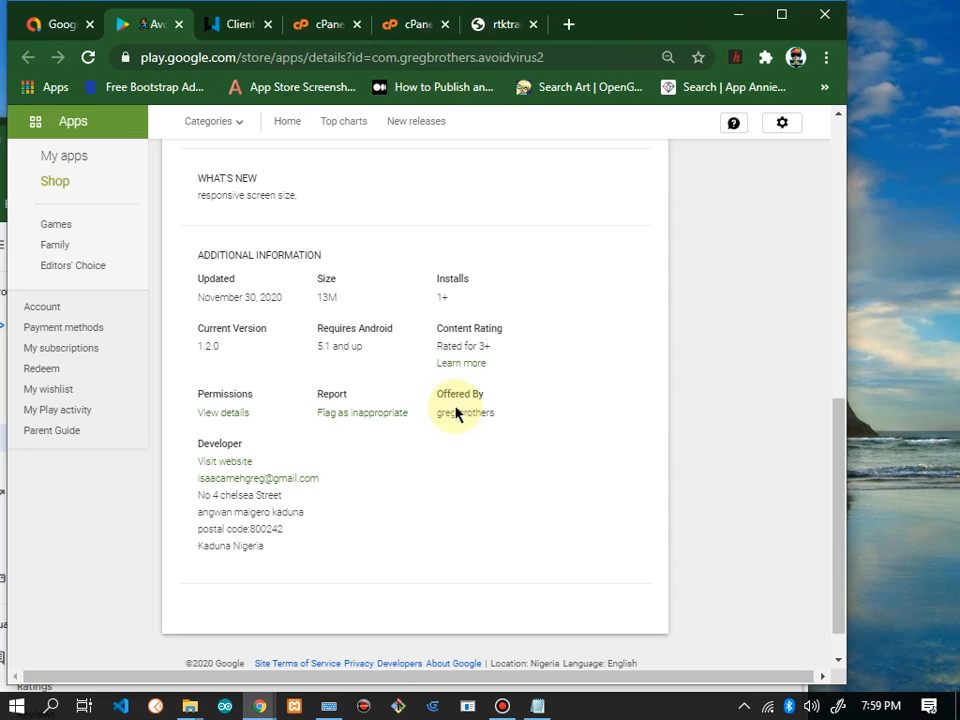 Goog
Avo
Client
cPane
cPane
rtktra
play.google.com/store/apps/details?id=com.gregbrothers.avoidvirus2
Apps
Free Bootstrap Ad...
App Store Screensh...
How to Publish an...
Search Art | OpenG...
Search | App Annie...
»
Apps
Categories
Home
Top charts
New releases
My apps
Shop
Games
Family
Editors' Choice
Account
Payment methods
My subscriptions
Redeem
My wishlist
My Play activity
Parent Guide
WHAT'S NEW
responsive screen size,
ADDITIONAL INFORMATION
Updated
November 30, 2020
Size
13M
Installs
1+
Current Version
1.2.0
Requires Android
5.1 and up
Content Rating
Rated for 3+
Learn more
Permissions
View details
Report
Flag as inappropriate
Offered By
gregbrothers
Developer
Visit website
isaacamehgreg@gmail.com
No 4 chelsea Street
angwan maigero kaduna
postal code:800242
Kaduna Nigeria
©2020 Google Site Terms of Service Privacy Developers About Google | Location: Nigeria Language: English
Ratings
7:59 PM